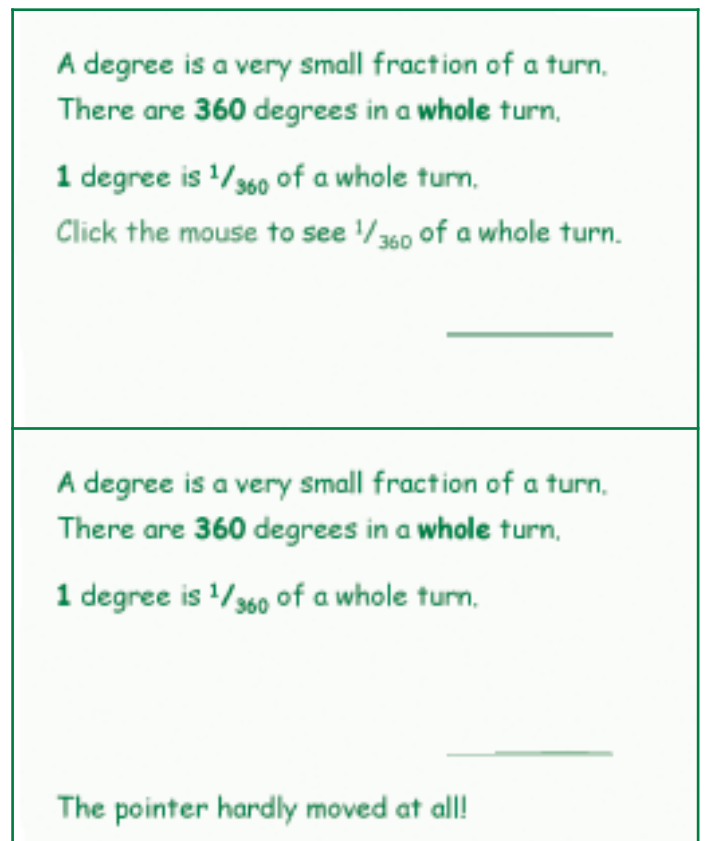 A degree is a very small fraction of a turn.
There are 360 degrees in a whole turn.
1 degree is 1/360 of a whole turn.
Click the mouse to see 1/360 of a whole turn.
A degree is a very small fraction of a turn.
There are 360 degrees in a whole turn.
1 degree is 1/360 of a whole turn.
The pointer hardly moved at all!